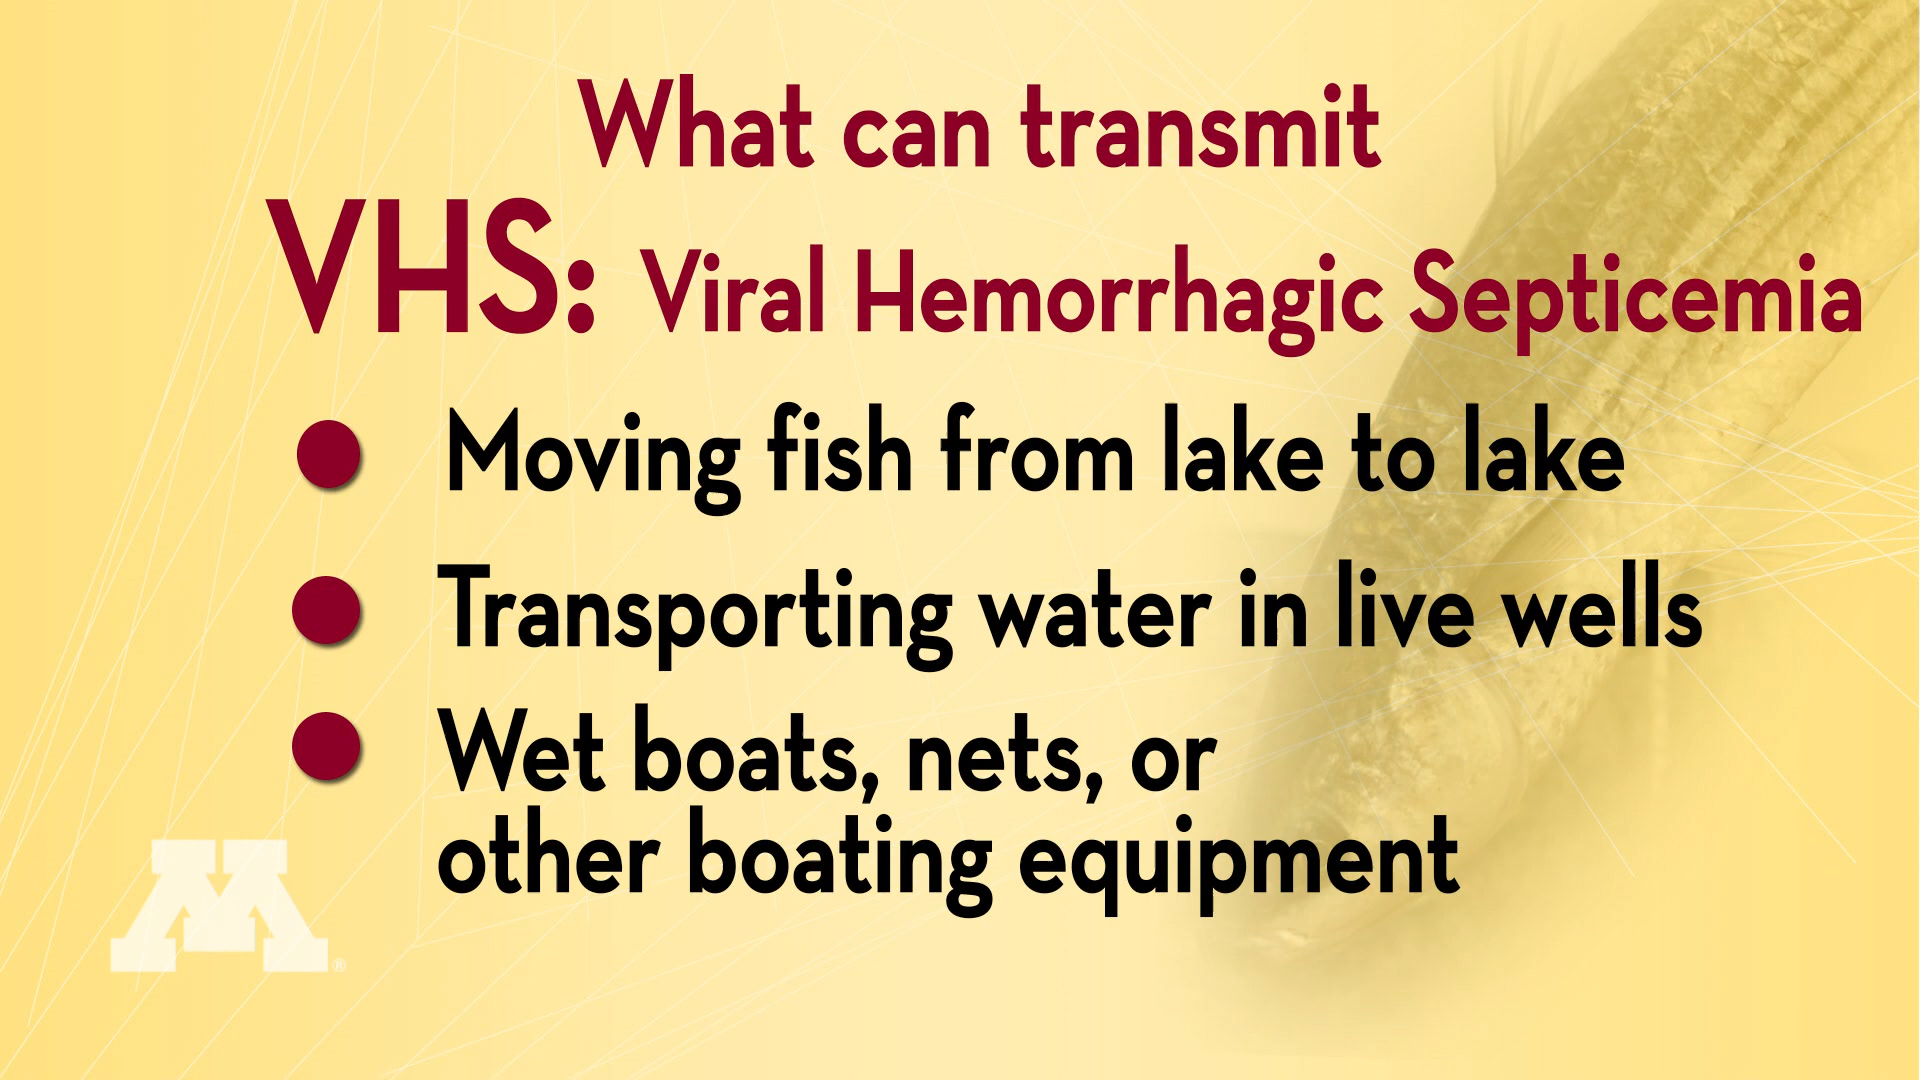 What can transmit
VHS: Viral Hemorrhagic Septicemia
Moving fish from lake to lake
Transporting water in live wells
Wet boats, nets, or
other boating equipment
M®